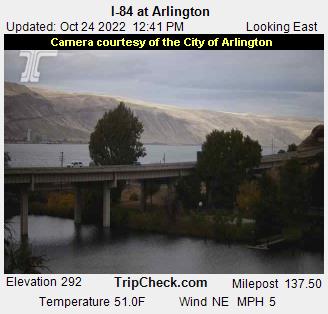 I-84 at Arlington
Updated: Oct 24 2022 12:41 PM Looking East
Camera courtesy of the City of Arlington
Elevation 292 TripCheck.com Milepost 137.50
Temperature 51.0F Wind NE MPH 5